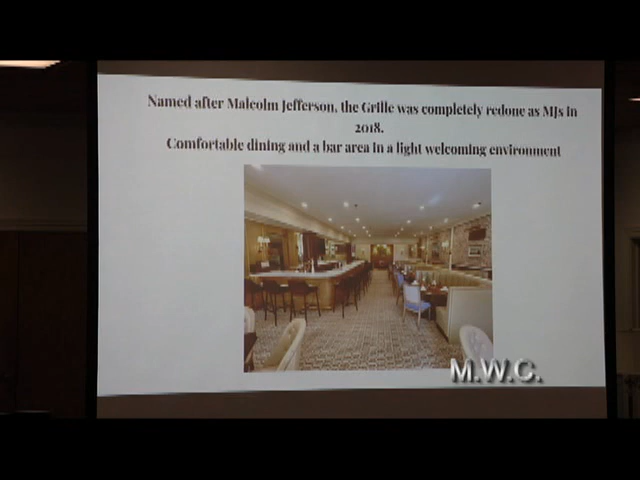 Named after Malcolm Jefferson, the Grille was completely redone as MJs in
2018.
Comfortable dining and a bar area in a light welcoming environment
M.W.C.